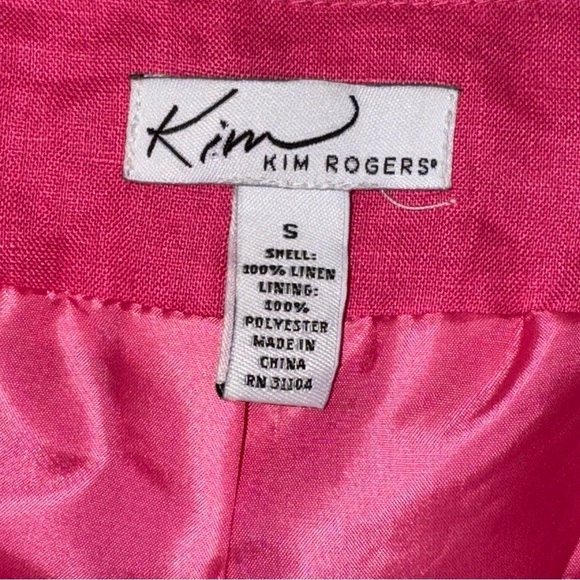 Kim
KIM ROGERS®
S
SHELL:
100% LINEN
LINING:
100%
POLYESTER
MADE IN
CHINA
RN 31104